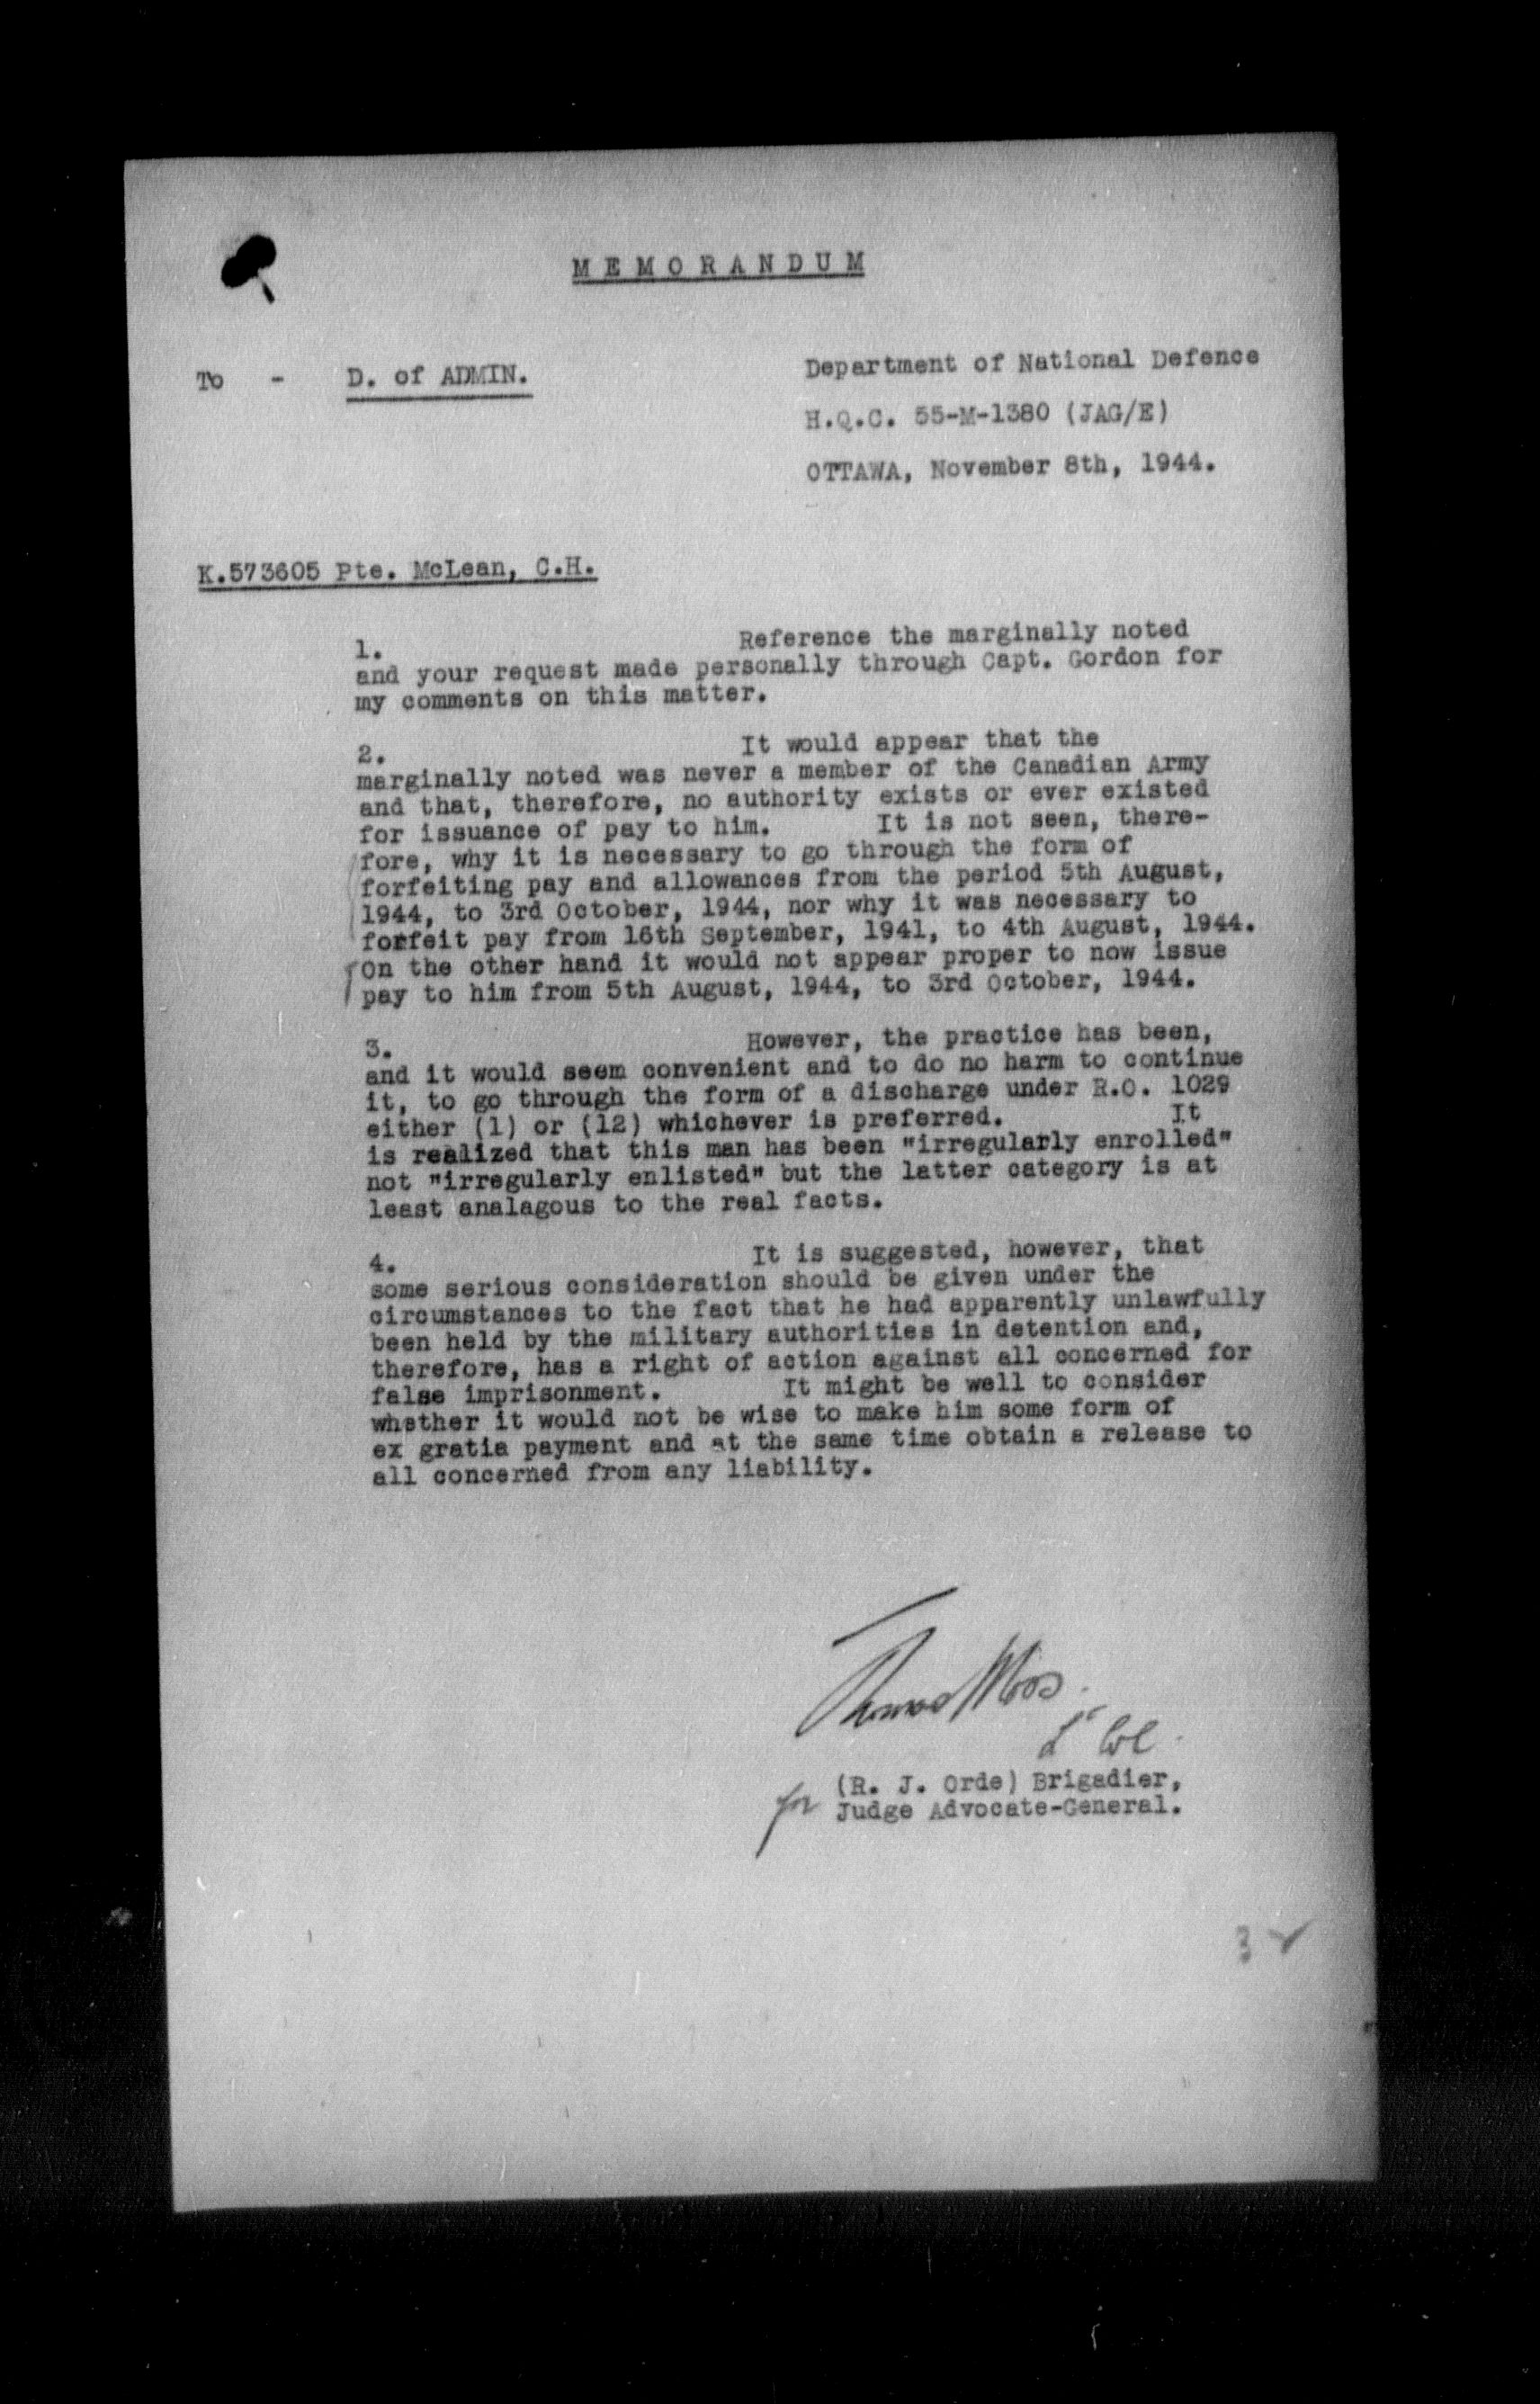 MEMORANDUM
To - D. of ADMIN.
Department of National Defence
H.Q.C. 55-M-1380 (JAG/E)
OTTAWA, November 8th, 1944.
K.573605 Pte. McLean, C.H.
1. Reference the marginally noted
and your request made personally through Capt. Gordon for
my comments on this matter.
2. It would appear that the
marginally noted was never a member of the Canadian Army
and that, therefore, no authority exists or ever existed
for issuance of pay to him. It is not seen, there-
fore, why it is necessary to go through the form of
forfeiting pay and allowances from the period 5th August,
1944, to 3rd October, 1944, nor why it was necessary to
forfeit pay from 16th September, 1941, to 4th August, 1944.
On the other hand it would not appear proper to now issue
pay to him from 5th August, 1944, to 3rd October, 1944.
3. However, the practice has been,
and it would seem convenient and to do no harm to continue
it, to go through the form of a discharge under R.O. 1029
either (1) or (12) whichever is preferred. It
is realized that this man has been "irregularly enrolled"
not "irregularly enlisted" but the latter category is at
least analagous to the real facts.
4. It is suggested, however, that
some serious consideration should be given under the
circumstances to the fact that he had apparently unlawfully
been held by the military authorities in detention and,
therefore, has a right of action against all concerned for
false imprisonment. It might be well to consider
whether it would not be wise to make him some form of
ex gratia payment and at the same time obtain a release to
all concerned from any liability.
Lt Col.
(R. J. Orde) Brigadier,
for Judge Advocate-General.
3